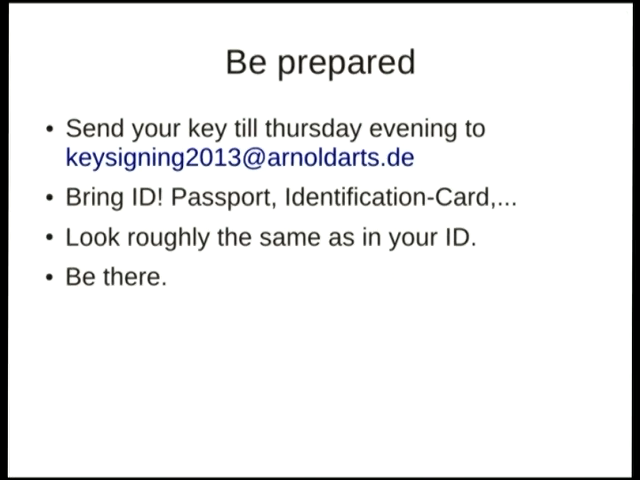 Be prepared
• Send your key till thursday evening to
keysigning2013@arnoldarts.de
• Bring ID! Passport, Identification-Card,...
• Look roughly the same as in your ID.
• Be there.